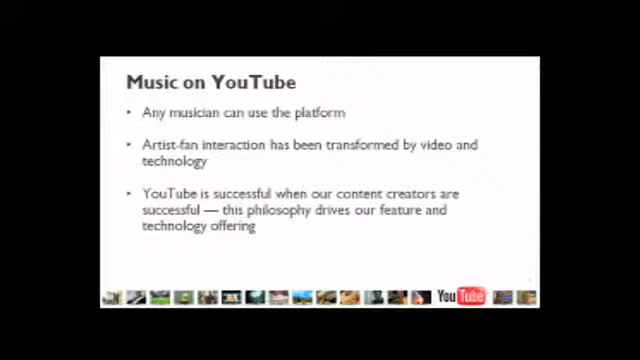 Music on YouTube
• Any musician can use the platform
• Artist-fan interaction has been transformed by video and
technology
• YouTube is successful when our content creators are
successful — this philosophy drives our feature and
technology offering
YouTube